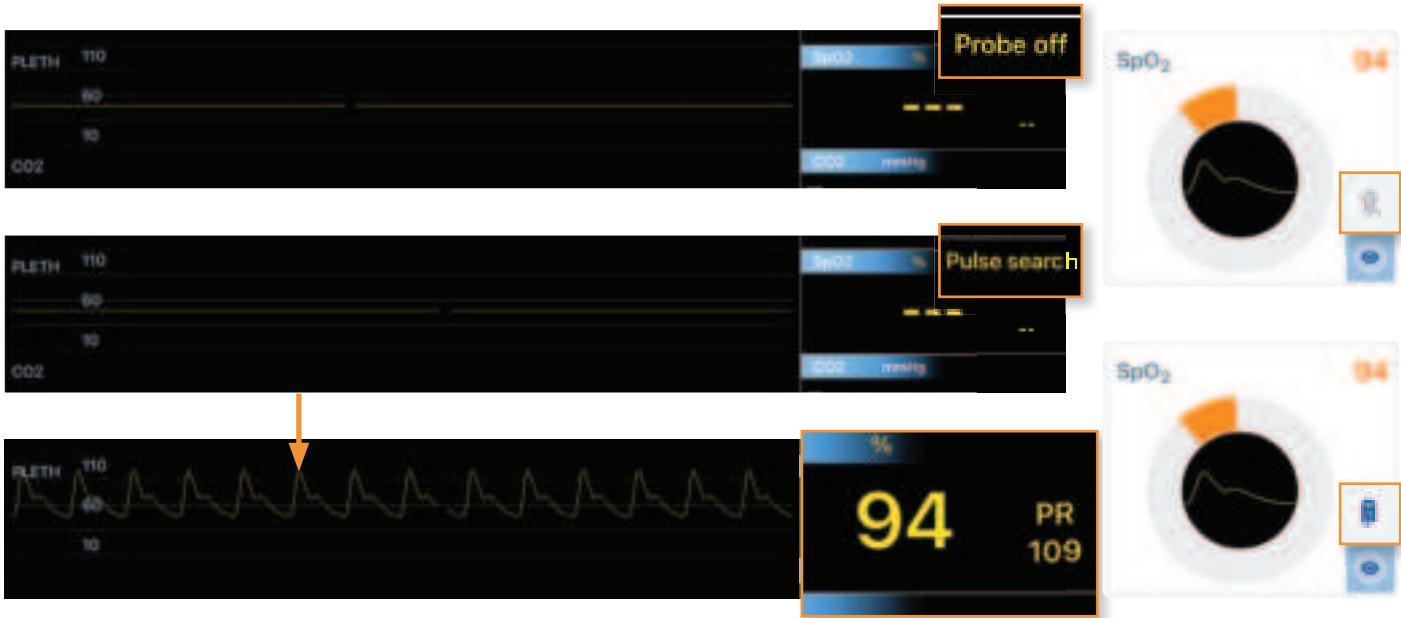 Probe off
PLETH 110
SpO2 %
60
---
--
10
CO2
CO2 mmHg
SpO₂ 94
Pulse search
PLETH 110
SpO2 %
60
---
--
10
CO2
CO2 mmHg
SpO₂ 94
PLETH 110
%
60
94
PR
109
10